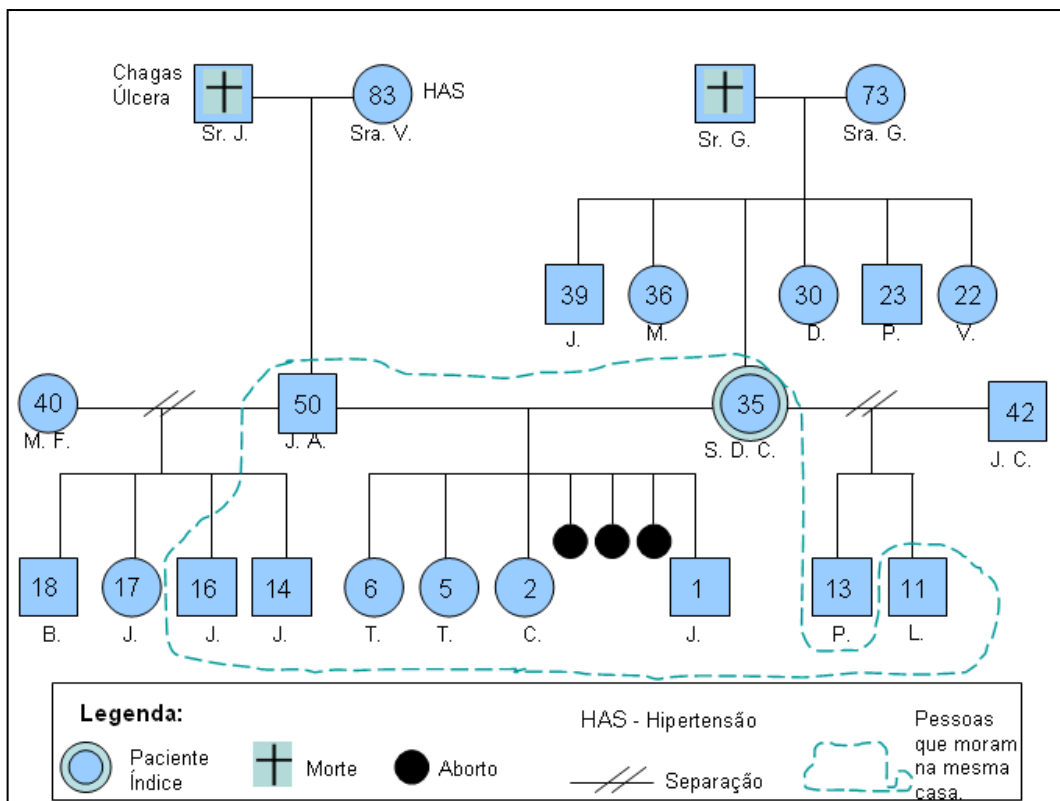 Chagas
Úlcera
Sr. J.
83
HAS
Sra. V.
Sr. G.
73
Sra. G.
39
J.
36
M.
30
D.
23
P.
22
V.
40
M. F.
50
J. A.
35
S. D. C.
42
J. C.
18
B.
17
J.
16
J.
14
J.
6
T.
5
T.
2
C.
1
J.
13
P.
11
L.
Legenda:
Paciente
Índice
Morte
Aborto
HAS - Hipertensão
Separação
Pessoas
que moram
na mesma
casa.